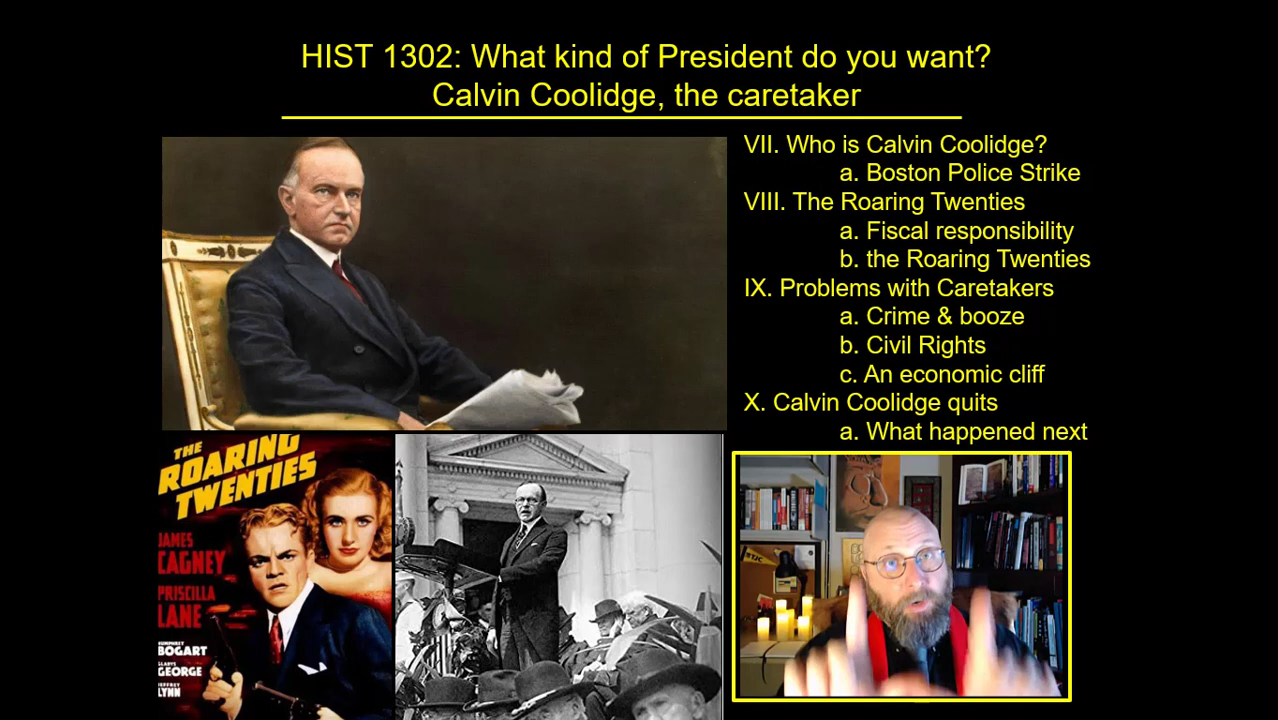 HIST 1302: What kind of President do you want?
Calvin Coolidge, the caretaker
VII. Who is Calvin Coolidge?
a. Boston Police Strike
VIII. The Roaring Twenties
a. Fiscal responsibility
b. the Roaring Twenties
IX. Problems with Caretakers
a. Crime & booze
b. Civil Rights
c. An economic cliff
X. Calvin Coolidge quits
a. What happened next
THE
ROARING
TWENTIES
JAMES
CAGNEY
PRISCILLA
LANE
HUMPHREY
BOGART
GLADYS
GEORGE
JEFFREY
LYNN